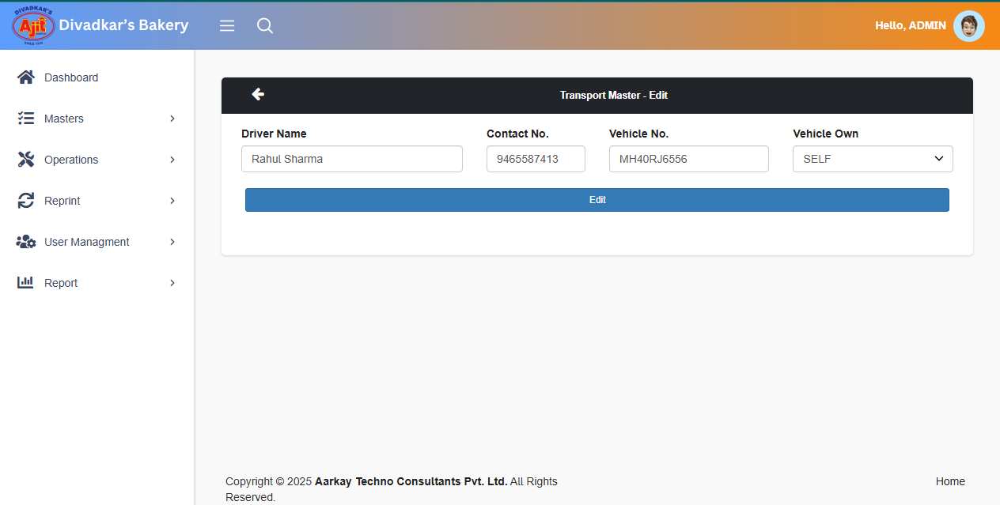 DIVADKAR'S
Ajit
SINCE 1936
Divadkar's Bakery
Hello, ADMIN
Dashboard
Masters
Operations
Reprint
User Managment
Report
Transport Master - Edit
Driver Name
Contact No.
Vehicle No.
Vehicle Own
Rahul Sharma
9465587413
MH40RJ6556
SELF
Edit
Copyright © 2025 Aarkay Techno Consultants Pvt. Ltd. All Rights
Reserved.
Home